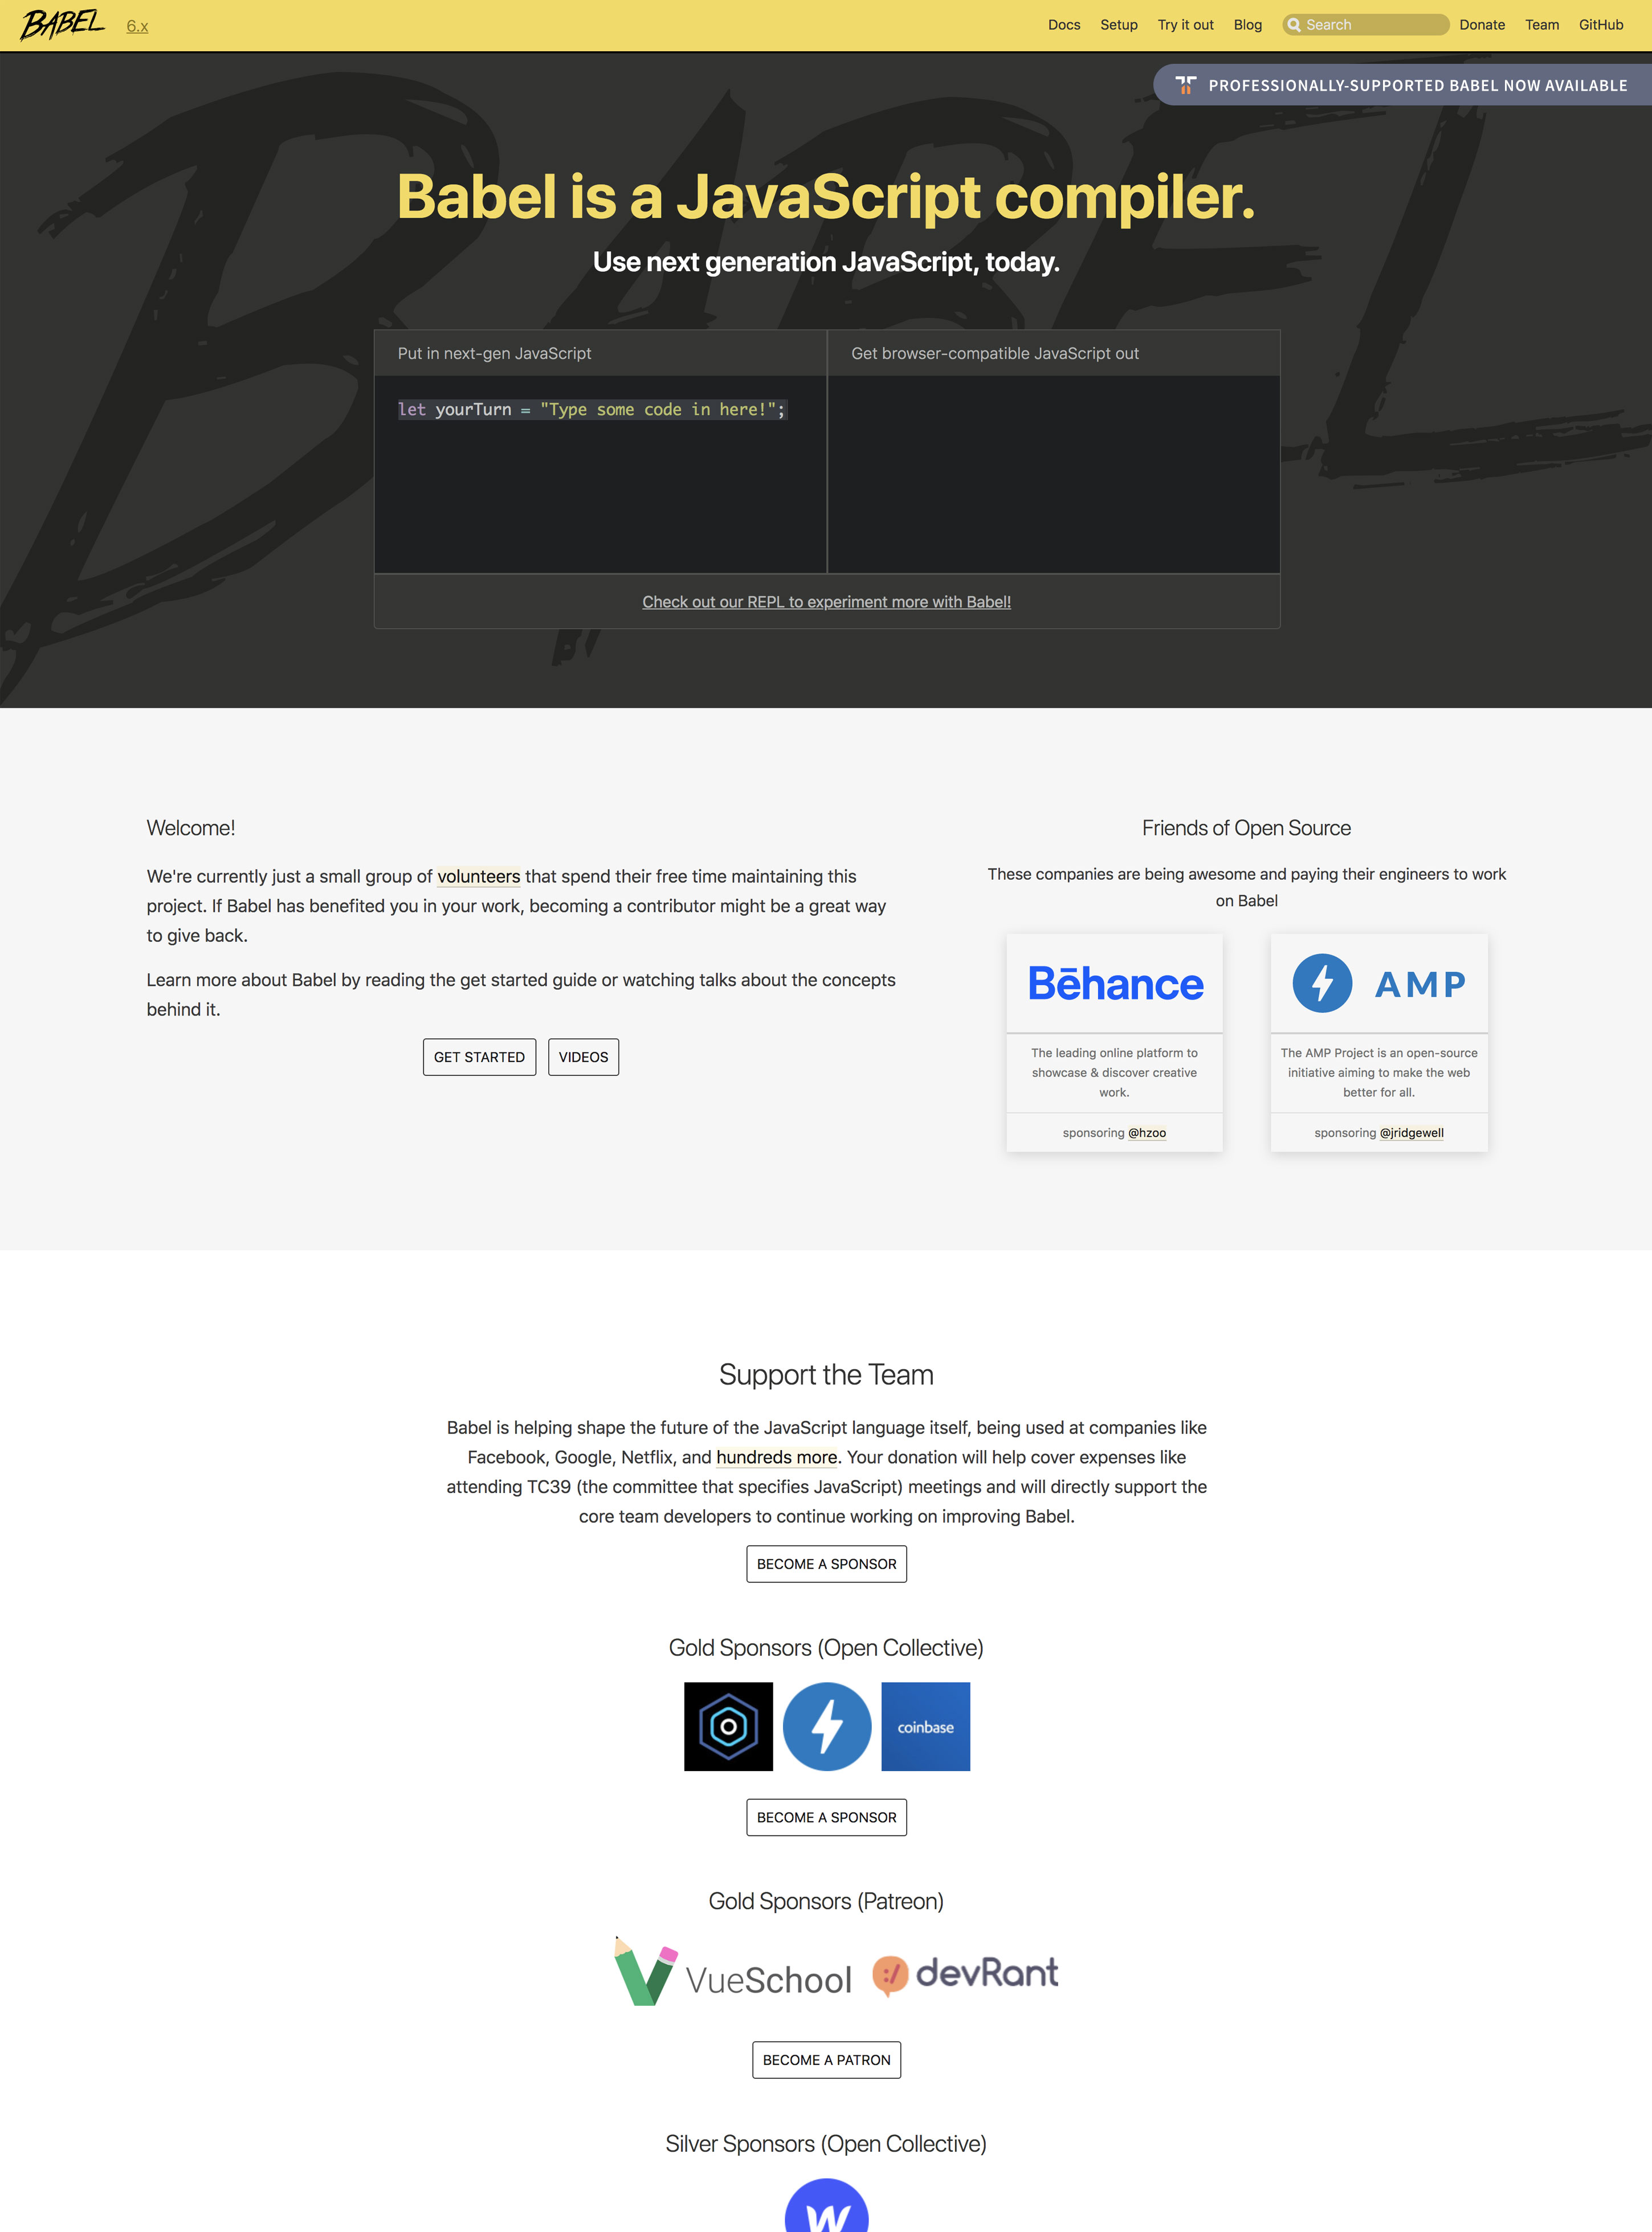 BABEL 6.x Docs Setup Try it out Blog Search Donate Team GitHub
PROFESSIONALLY-SUPPORTED BABEL NOW AVAILABLE
BABEL
Babel is a JavaScript compiler.
Use next generation JavaScript, today.
Put in next-gen JavaScript
let yourTurn = "Type some code in here!";
Get browser-compatible JavaScript out
Check out our REPL to experiment more with Babel!
Welcome!
We're currently just a small group of volunteers that spend their free time maintaining this
project. If Babel has benefited you in your work, becoming a contributor might be a great way
to give back.
Learn more about Babel by reading the get started guide or watching talks about the concepts
behind it.
GET STARTED VIDEOS
Friends of Open Source
These companies are being awesome and paying their engineers to work
on Babel
Bēhance
The leading online platform to
showcase & discover creative
work.
sponsoring @hzoo
AMP
The AMP Project is an open-source
initiative aiming to make the web
better for all.
sponsoring @jridgewell
Support the Team
Babel is helping shape the future of the JavaScript language itself, being used at companies like
Facebook, Google, Netflix, and hundreds more. Your donation will help cover expenses like
attending TC39 (the committee that specifies JavaScript) meetings and will directly support the
core team developers to continue working on improving Babel.
BECOME A SPONSOR
Gold Sponsors (Open Collective)
coinbase
BECOME A SPONSOR
Gold Sponsors (Patreon)
VueSchool :/ devRant
BECOME A PATRON
Silver Sponsors (Open Collective)
W